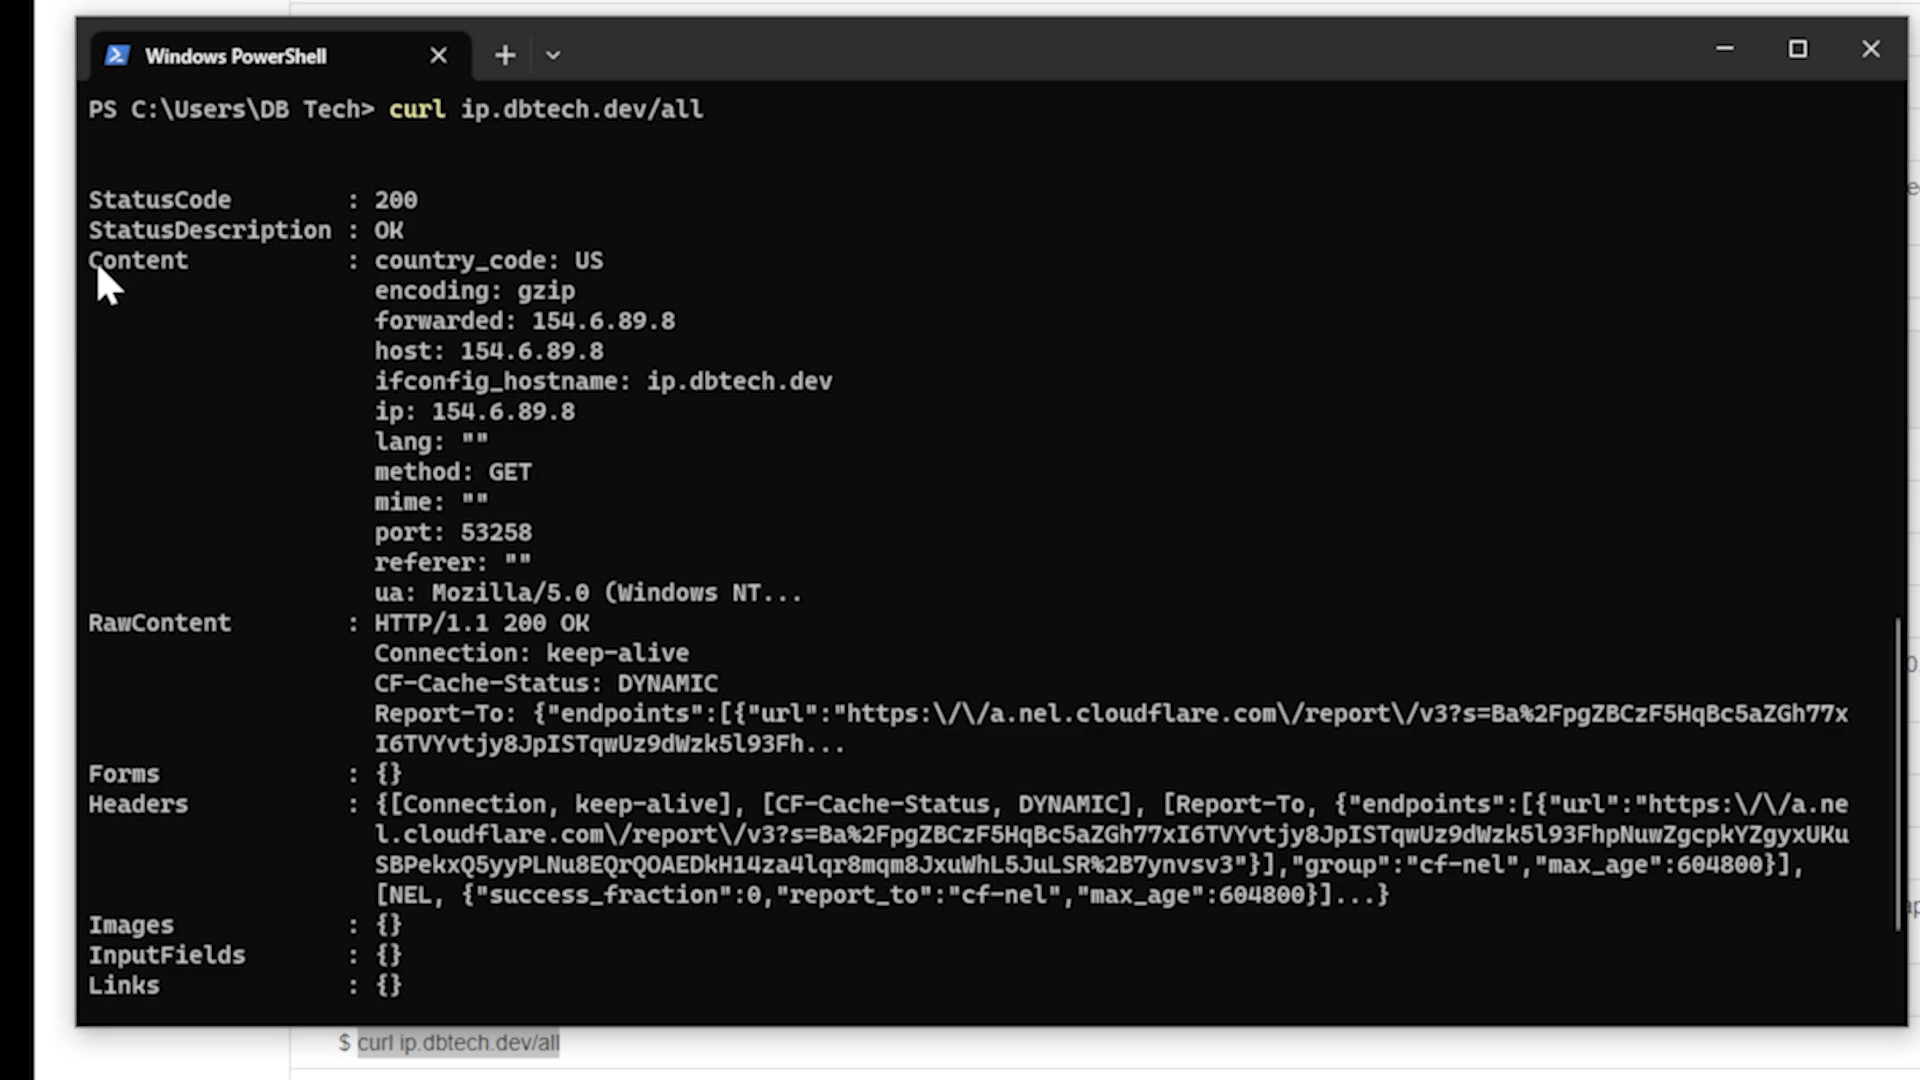 Windows PowerShell
PS C:\Users\DB Tech> curl ip.dbtech.dev/all
StatusCode : 200
StatusDescription : OK
Content : country_code: US
encoding: gzip
forwarded: 154.6.89.8
host: 154.6.89.8
ifconfig_hostname: ip.dbtech.dev
ip: 154.6.89.8
lang: ""
method: GET
mime: ""
port: 53258
referer: ""
ua: Mozilla/5.0 (Windows NT...
RawContent : HTTP/1.1 200 OK
Connection: keep-alive
CF-Cache-Status: DYNAMIC
Report-To: {"endpoints":[{"url":"https:\/\/a.nel.cloudflare.com\/report\/v3?s=Ba%2FpgZBCzF5HqBc5aZGh77x
I6TVYvtjy8JpISTqwUz9dWzk5l93Fh...
Forms : {}
Headers : {[Connection, keep-alive], [CF-Cache-Status, DYNAMIC], [Report-To, {"endpoints":[{"url":"https:\/\/a.ne
l.cloudflare.com\/report\/v3?s=Ba%2FpgZBCzF5HqBc5aZGh77xI6TVYvtjy8JpISTqwUz9dWzk5l93FhpNuwZgcpkYZgyxUKu
SBPekxQ5yyPLNu8EQrQOAEDkH14za4lqr8mqm8JxuWhL5JuLSR%2B7ynvsv3"}],"group":"cf-nel","max_age":604800}],
[NEL, {"success_fraction":0,"report_to":"cf-nel","max_age":604800}]...}
Images : {}
InputFields : {}
Links : {}
$ curl ip.dbtech.dev/all